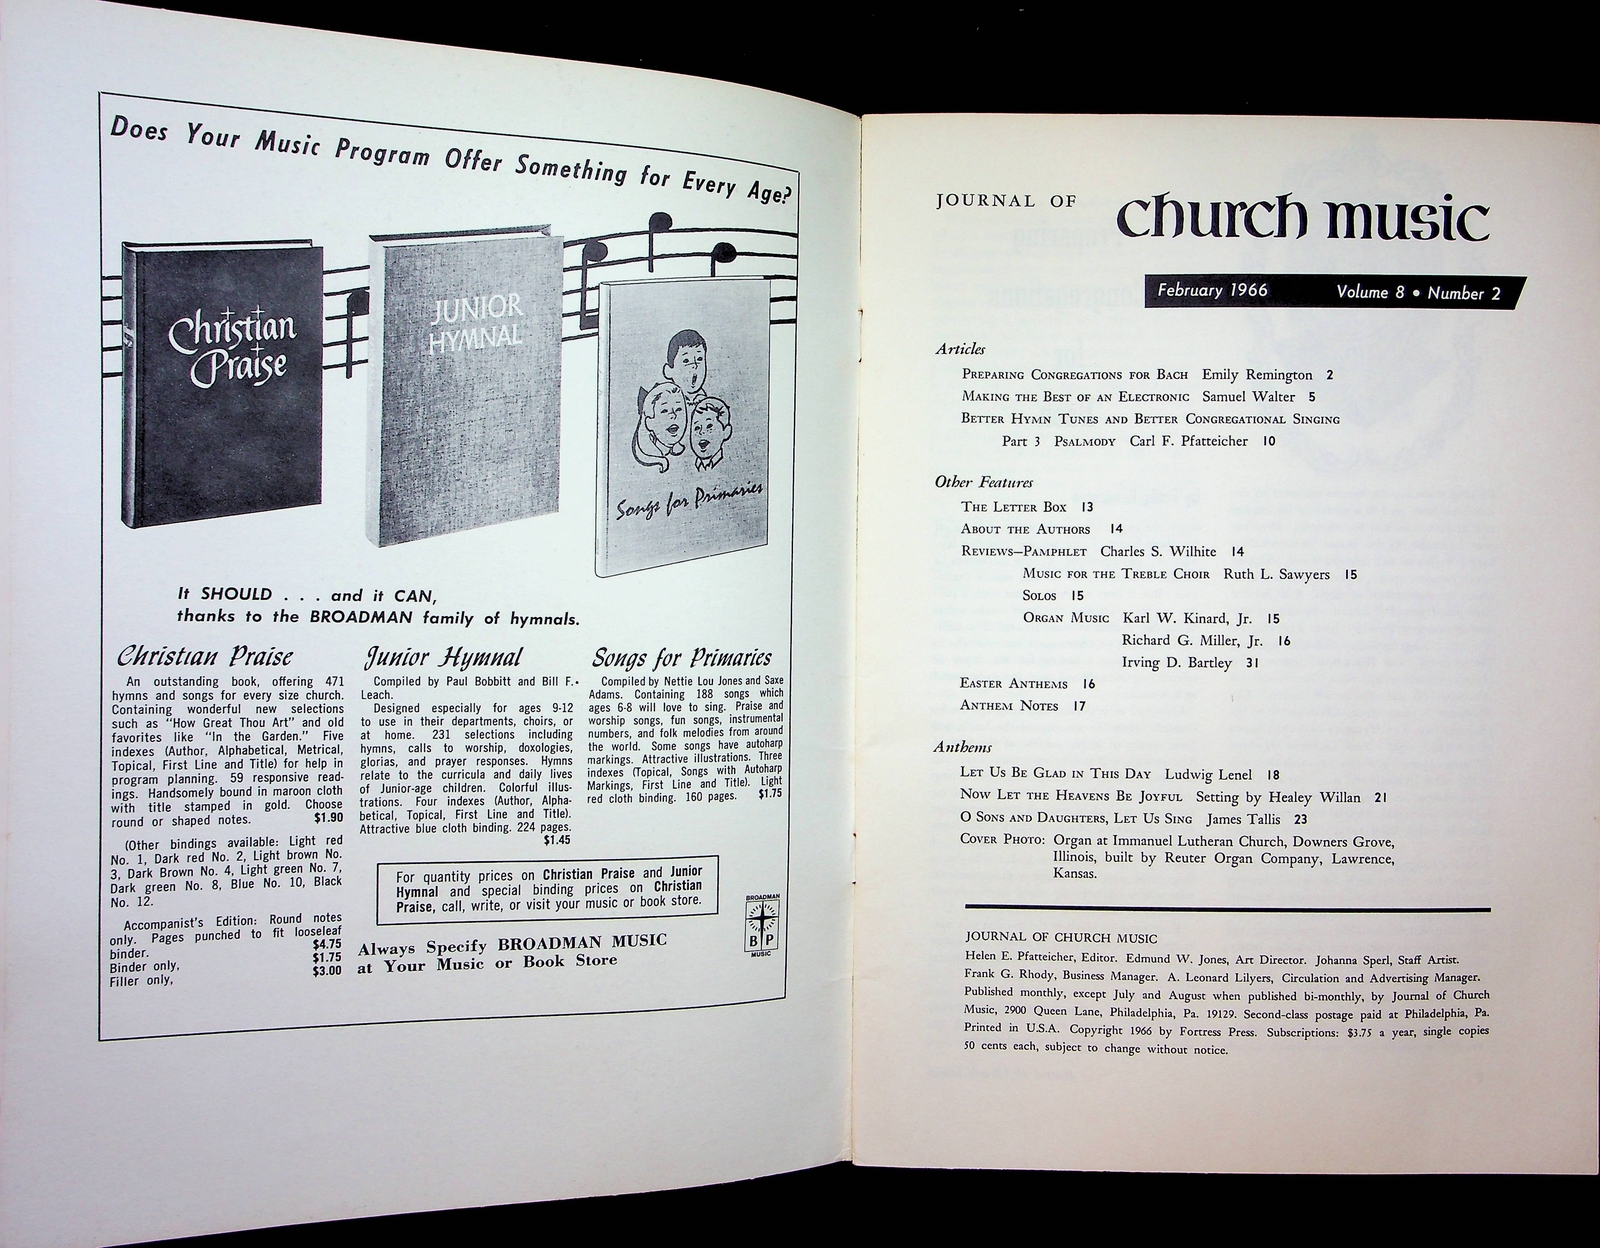 Does Your Music Program Offer Something for Every Age?
Christian
Praise
JUNIOR
HYMNAL
Songs for Primaries
It SHOULD . . . and it CAN,
thanks to the BROADMAN family of hymnals.
Christian Praise
An outstanding book, offering 471
hymns and songs for every size church.
Containing wonderful new selections
such as "How Great Thou Art" and old
favorites like "In the Garden." Five
indexes (Author, Alphabetical, Metrical,
Topical, First Line and Title) for help in
program planning. 59 responsive read-
ings. Handsomely bound in maroon cloth
with title stamped in gold. Choose
round or shaped notes. $1.90
(Other bindings available: Light red
No. 1, Dark red No. 2, Light brown No.
3, Dark Brown No. 4, Light green No. 7,
Dark green No. 8, Blue No. 10, Black
No. 12.
Accompanist's Edition: Round notes
only. Pages punched to fit looseleaf
binder. $4.75
Binder only, $1.75
Filler only, $3.00
Junior Hymnal
Compiled by Paul Bobbitt and Bill F.
Leach.
Designed especially for ages 9-12
to use in their departments, choirs, or
at home. 231 selections including
hymns, calls to worship, doxologies,
glorias, and prayer responses. Hymns
relate to the curricula and daily lives
of Junior-age children. Colorful illus-
trations. Four indexes (Author, Alpha-
betical, Topical, First Line and Title).
Attractive blue cloth binding. 224 pages.
$1.45
Songs for Primaries
Compiled by Nettie Lou Jones and Saxe
Adams. Containing 188 songs which
ages 6-8 will love to sing. Praise and
worship songs, fun songs, instrumental
numbers, and folk melodies from around
the world. Some songs have autoharp
markings. Attractive illustrations. Three
indexes (Topical, Songs with Autoharp
Markings, First Line and Title). Light
red cloth binding. 160 pages. $1.75
For quantity prices on Christian Praise and Junior
Hymnal and special binding prices on Christian
Praise, call, write, or visit your music or book store.
Always Specify BROADMAN MUSIC
at Your Music or Book Store
BROADMAN
B P
MUSIC
JOURNAL OF church music
February 1966 Volume 8 • Number 2
Articles
PREPARING CONGREGATIONS FOR BACH Emily Remington 2
MAKING THE BEST OF AN ELECTRONIC Samuel Walter 5
BETTER HYMN TUNES AND BETTER CONGREGATIONAL SINGING
Part 3 PSALMODY Carl F. Pfatteicher 10
Other Features
THE LETTER BOX 13
ABOUT THE AUTHORS 14
REVIEWS—PAMPHLET Charles S. Wilhite 14
MUSIC FOR THE TREBLE CHOIR Ruth L. Sawyers 15
SOLOS 15
ORGAN MUSIC Karl W. Kinard, Jr. 15
Richard G. Miller, Jr. 16
Irving D. Bartley 31
EASTER ANTHEMS 16
ANTHEM NOTES 17
Anthems
LET US BE GLAD IN THIS DAY Ludwig Lenel 18
NOW LET THE HEAVENS BE JOYFUL Setting by Healey Willan 21
O SONS AND DAUGHTERS, LET US SING James Tallis 23
COVER PHOTO: Organ at Immanuel Lutheran Church, Downers Grove,
Illinois, built by Reuter Organ Company, Lawrence,
Kansas.
JOURNAL OF CHURCH MUSIC
Helen E. Pfatteicher, Editor. Edmund W. Jones, Art Director. Johanna Sperl, Staff Artist.
Frank G. Rhody, Business Manager. A. Leonard Lilyers, Circulation and Advertising Manager.
Published monthly, except July and August when published bi-monthly, by Journal of Church
Music, 2900 Queen Lane, Philadelphia, Pa. 19129. Second-class postage paid at Philadelphia, Pa.
Printed in U.S.A. Copyright 1966 by Fortress Press. Subscriptions: $3.75 a year, single copies
50 cents each, subject to change without notice.